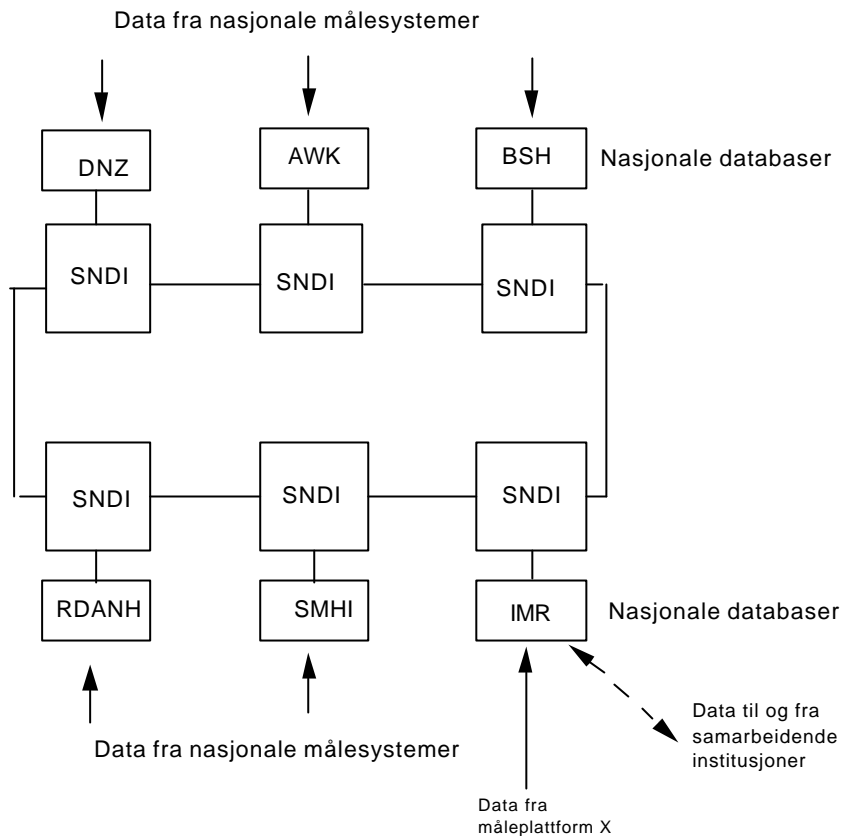 Data fra nasjonale målesystemer
DNZ
AWK
BSH
Nasjonale databaser
SNDI
SNDI
SNDI
SNDI
SNDI
SNDI
RDANH
SMHI
IMR
Nasjonale databaser
Data fra nasjonale målesystemer
Data til og fra
samarbeidende
institusjoner
Data fra
måleplattform X